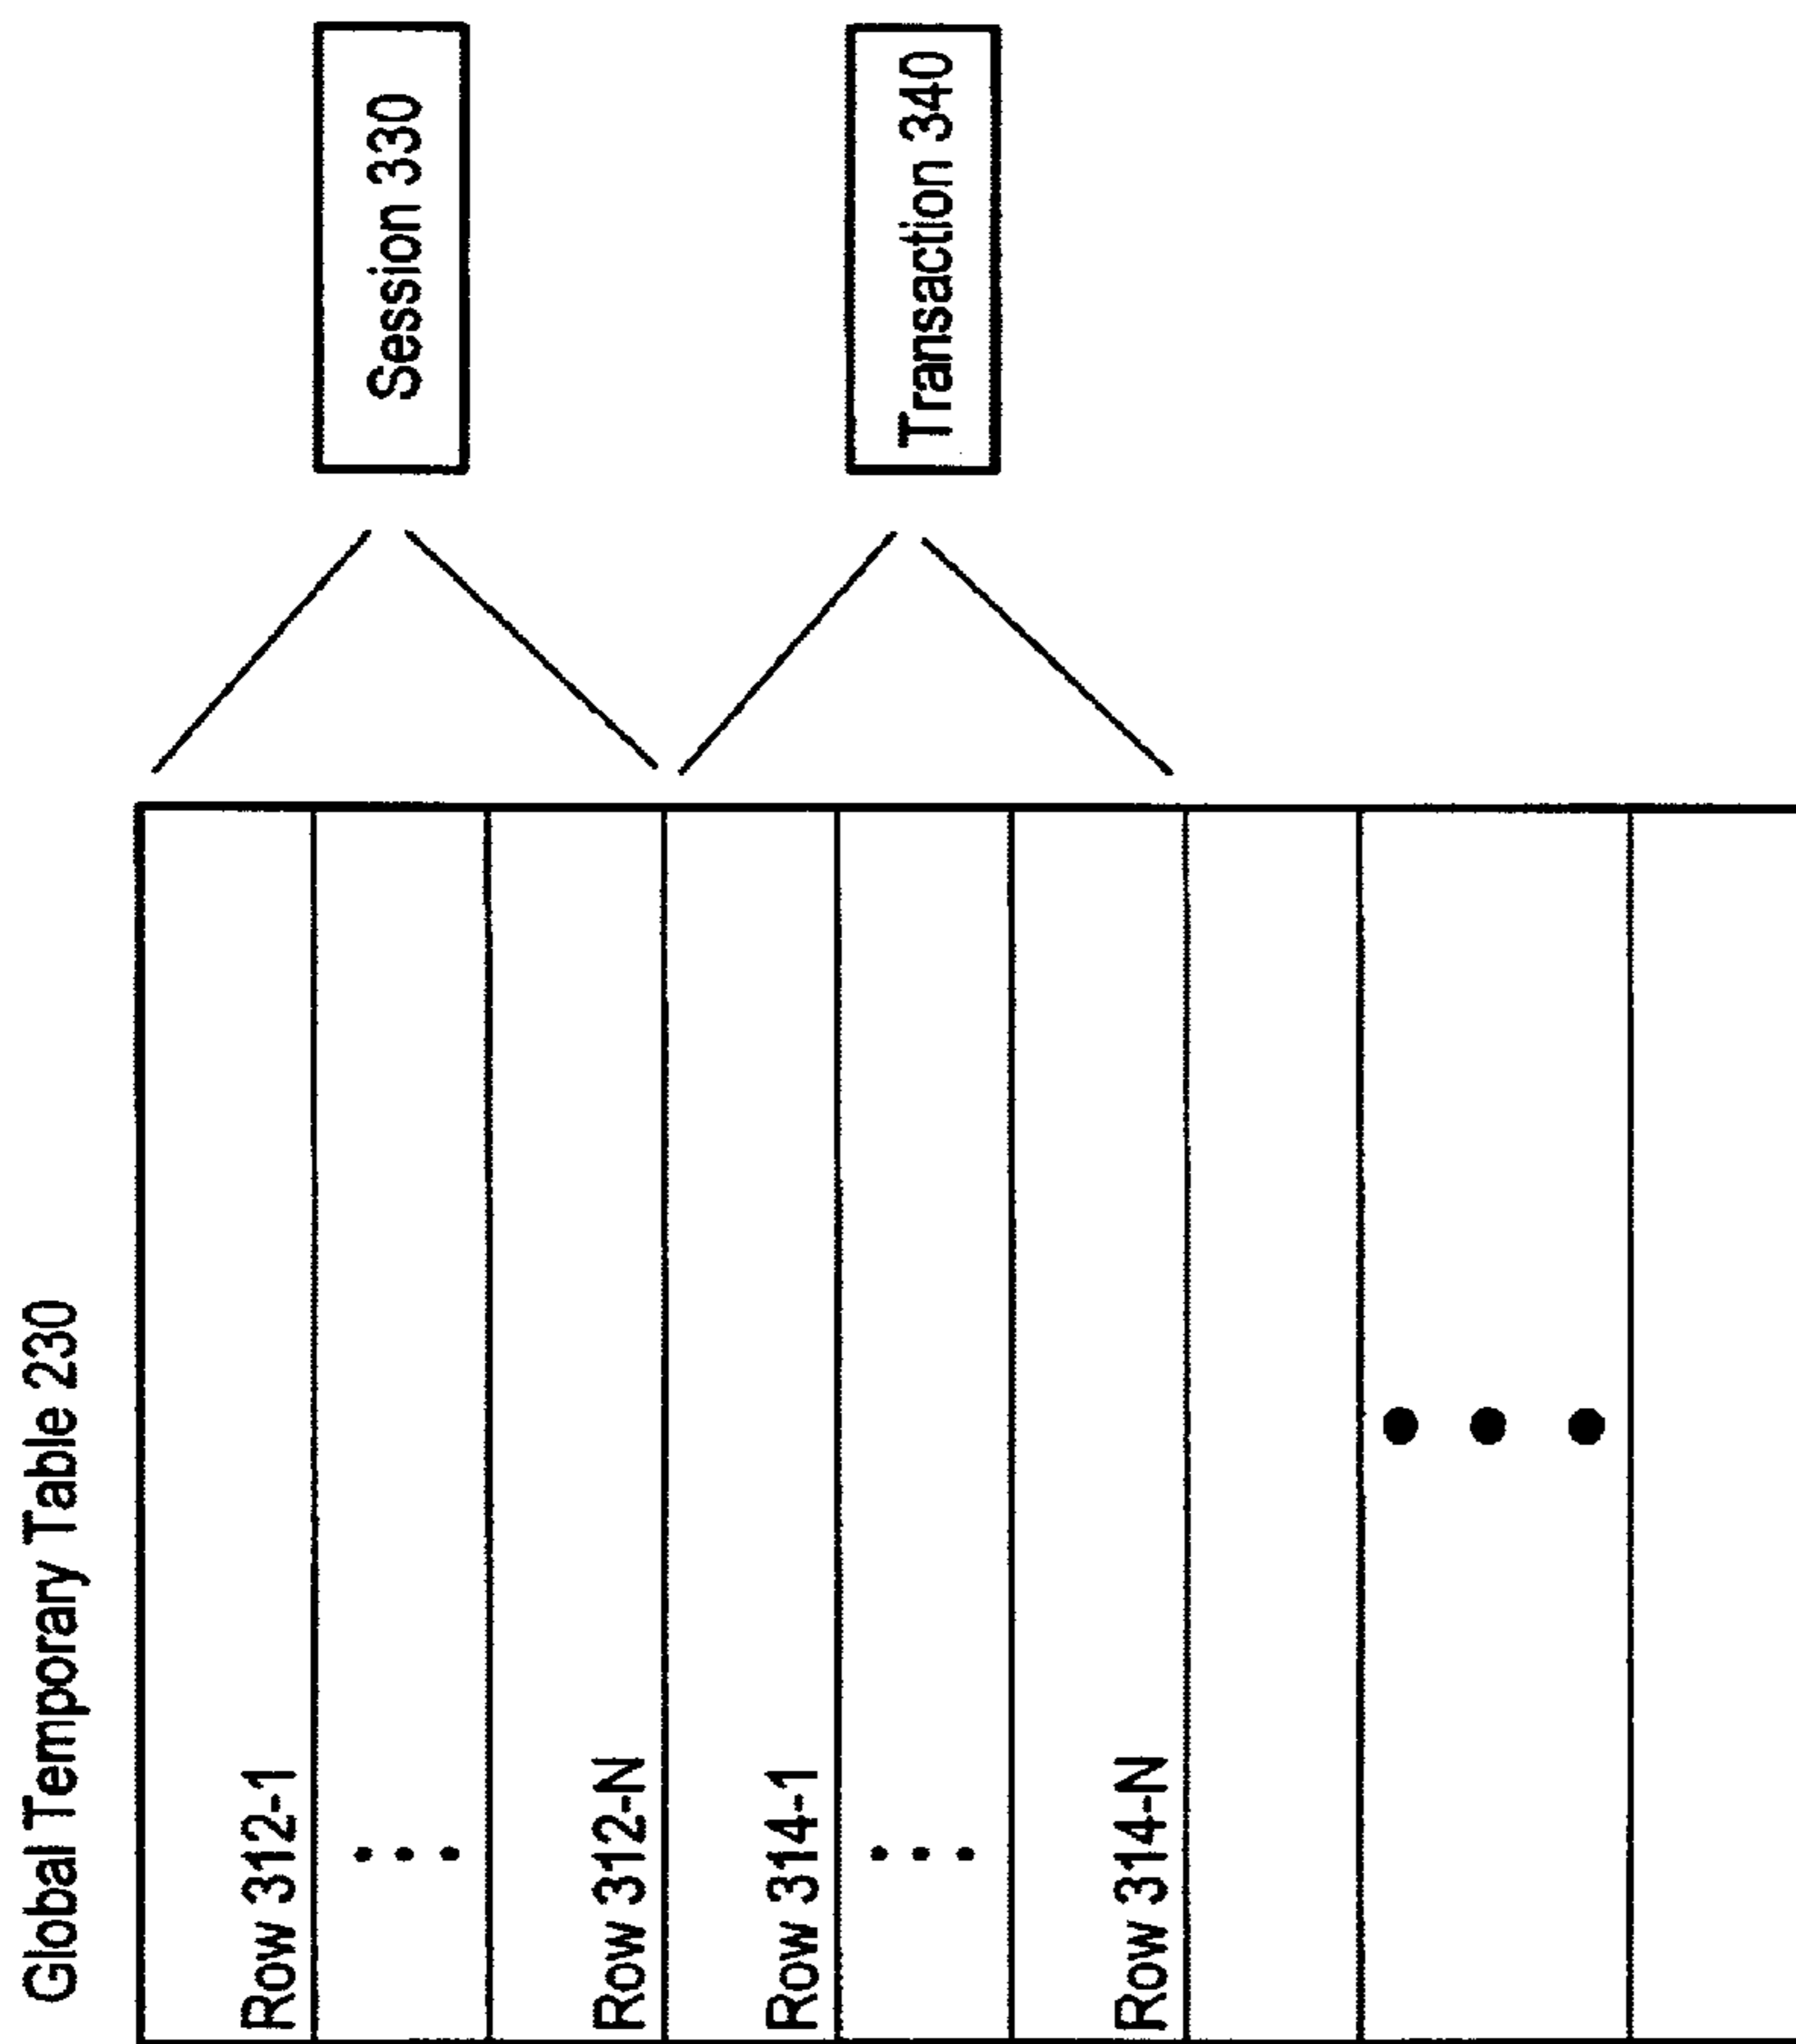 Global Temporary Table 230
Row 312-1
...
Row 312-N
Row 314-1
...
Row 314-N
Session 330
Transaction 340